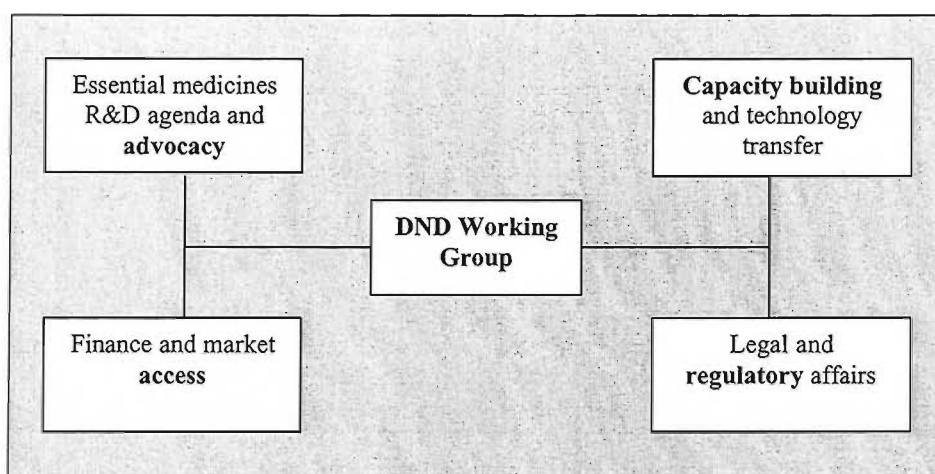 Essential medicines
R&D agenda and
advocacy
Capacity building
and technology
transfer
DND Working
Group
Finance and market
access
Legal and
regulatory affairs